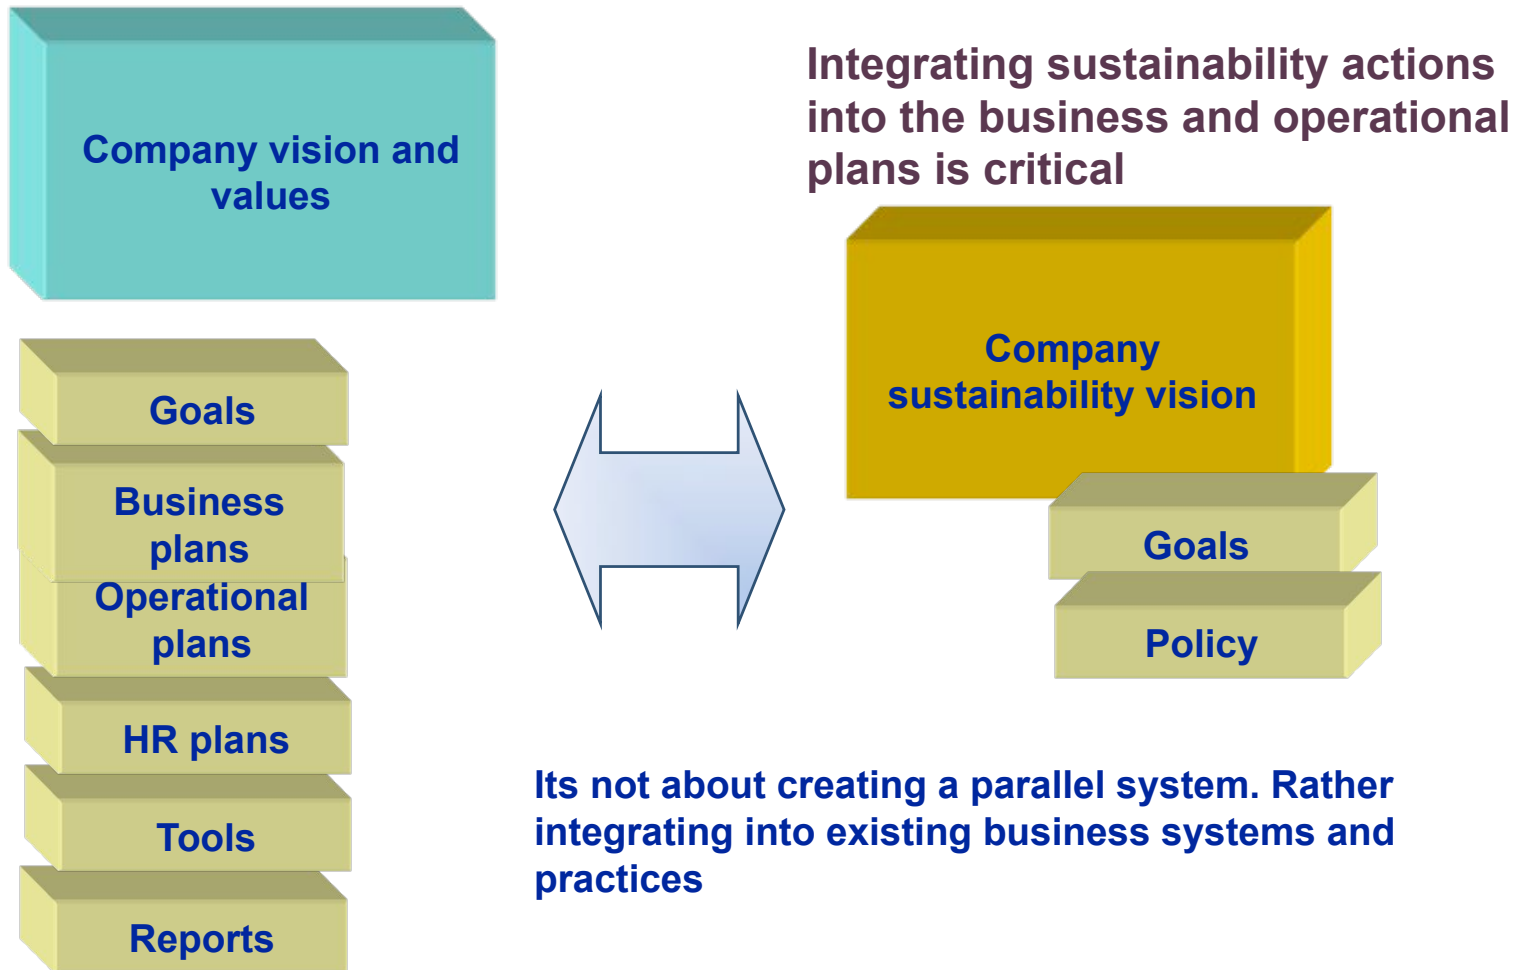 Company vision and
values
Goals
Business
plans
Operational
plans
HR plans
Tools
Reports
Integrating sustainability actions
into the business and operational
plans is critical
Company
sustainability vision
Goals
Policy
Its not about creating a parallel system. Rather
integrating into existing business systems and
practices